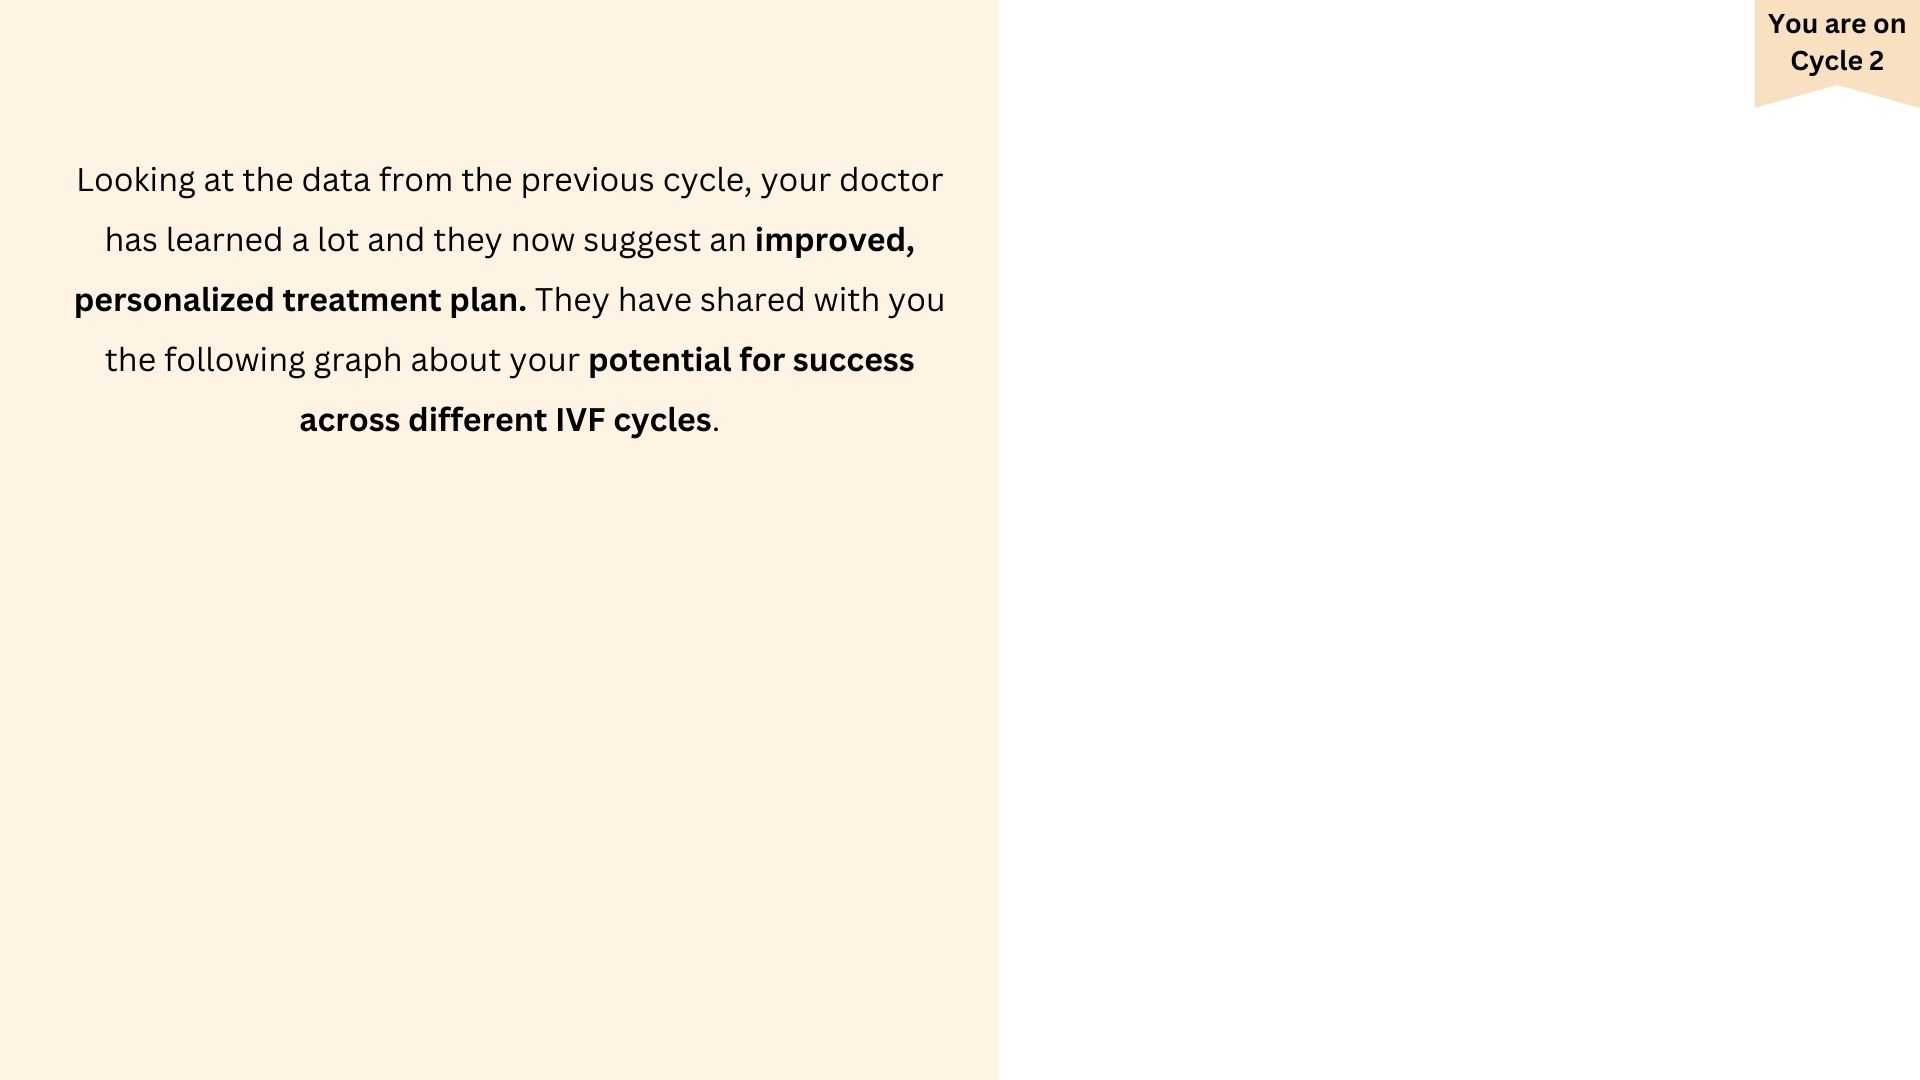 You are on
Cycle 2
Looking at the data from the previous cycle, your doctor
has learned a lot and they now suggest an improved,
personalized treatment plan. They have shared with you
the following graph about your potential for success
across different IVF cycles.